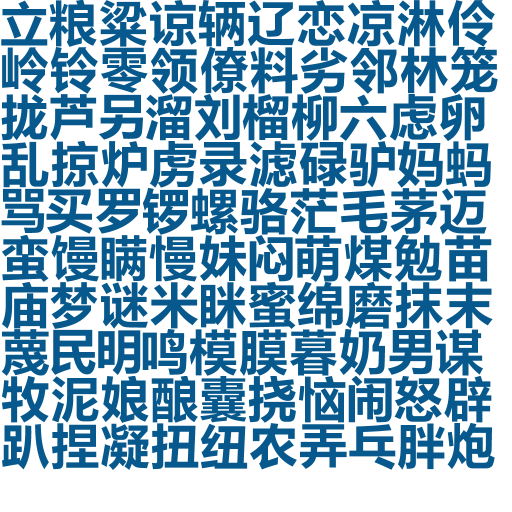 立粮粱谅辆辽恋凉淋伶
岭铃零领僚料劣邻林笼
拢芦另溜刘榴柳六虑卵
乱掠炉虏录滤碌驴妈蚂
骂买罗锣螺骆茫毛茅迈
蛮馒瞒慢妹闷萌煤勉苗
庙梦谜米眯蜜绵磨抹末
蔑民明鸣模膜暮奶男谋
牧泥娘酿囊挠恼闹怒辟
趴捏凝扭纽农弄乓胖炮